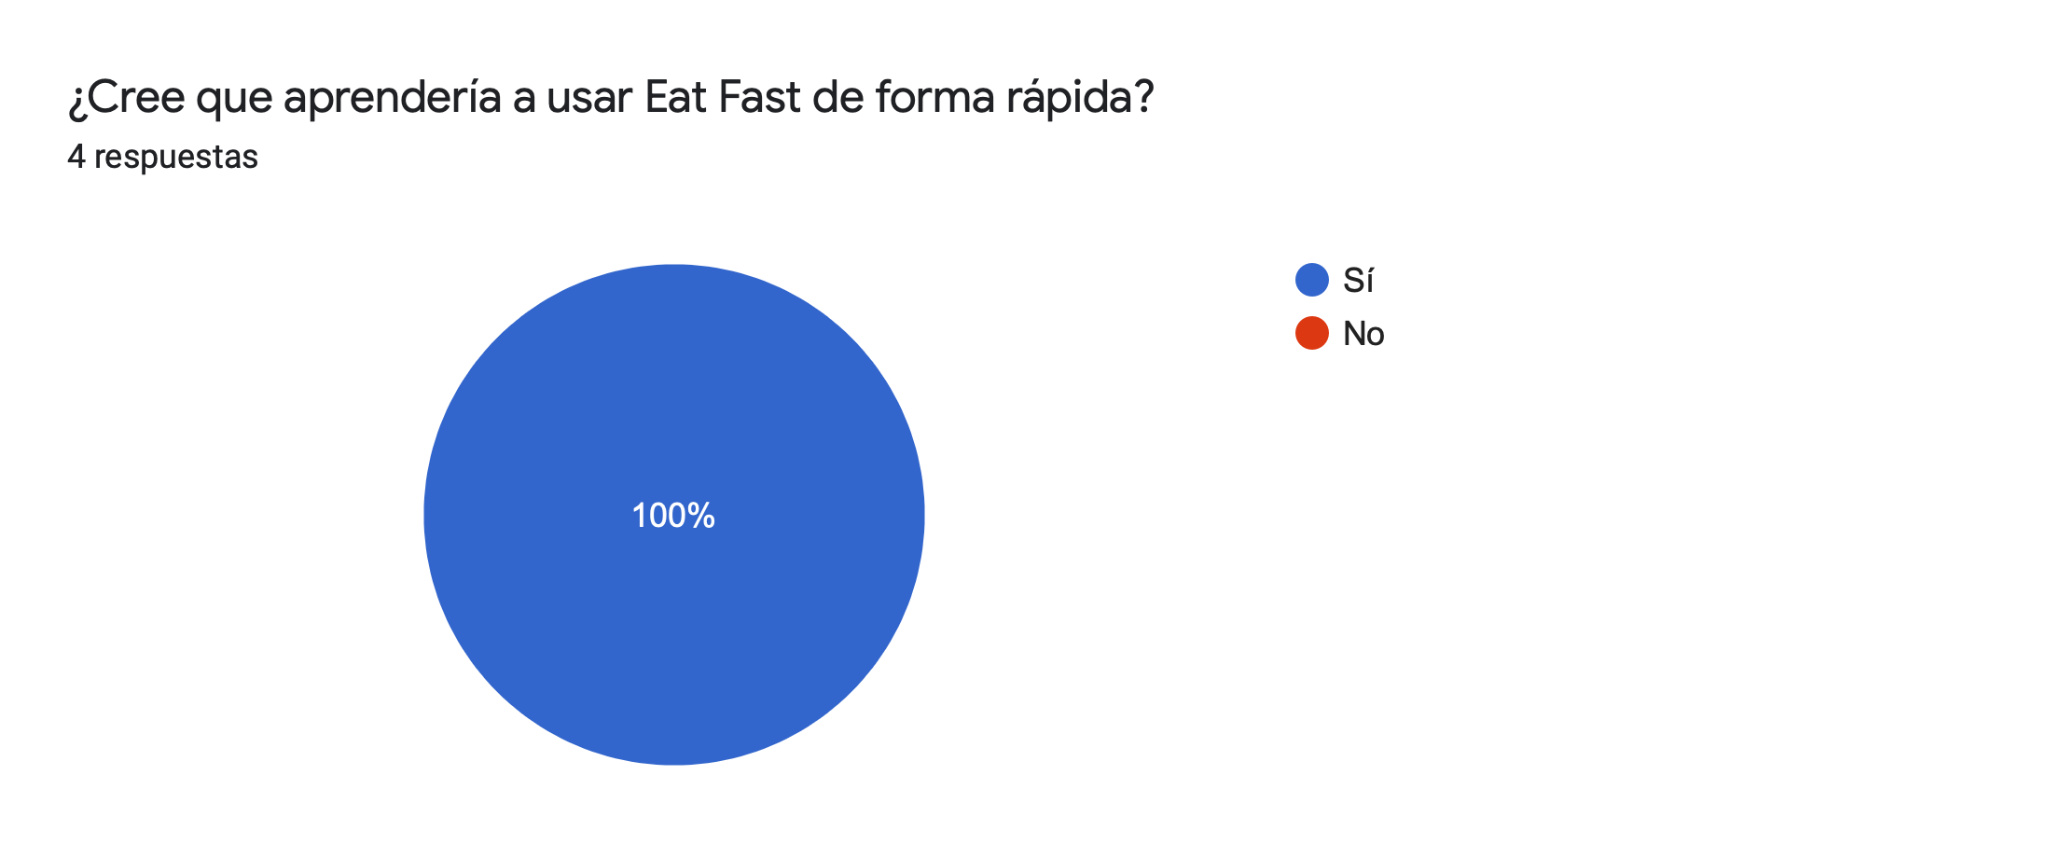 ¿Cree que aprendería a usar Eat Fast de forma rápida?
4 respuestas
Sí
No
100%